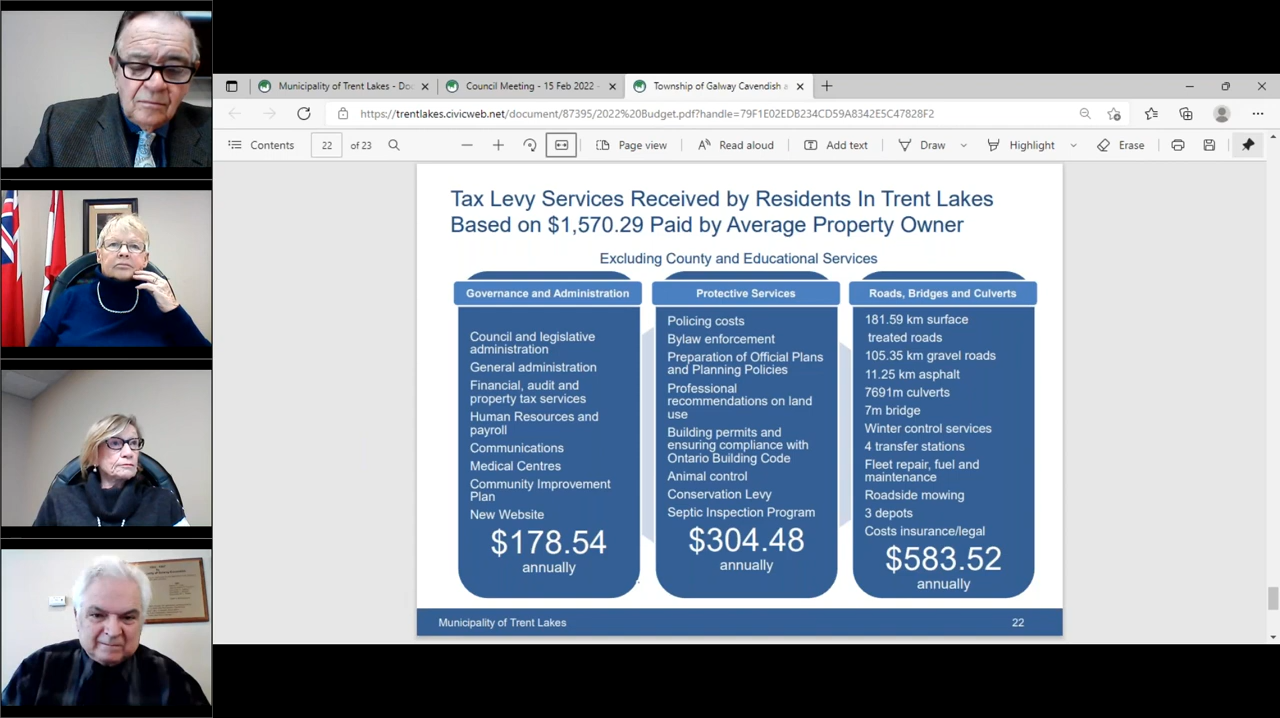 Municipality of Trent Lakes - Doc
Council Meeting - 15 Feb 2022
Township of Galway Cavendish a
https://trentlakes.civicweb.net/document/87395/2022%20Budget.pdf?handle=79F1E02EDB234CD59A8342E5C47828F2
Contents 22 of 23 Page view Read aloud Add text Draw Highlight Erase
Tax Levy Services Received by Residents In Trent Lakes
Based on $1,570.29 Paid by Average Property Owner
Excluding County and Educational Services
Governance and Administration
Council and legislative
administration
General administration
Financial, audit and
property tax services
Human Resources and
payroll
Communications
Medical Centres
Community Improvement
Plan
New Website
$178.54
annually
Protective Services
Policing costs
Bylaw enforcement
Preparation of Official Plans
and Planning Policies
Professional
recommendations on land
use
Building permits and
ensuring compliance with
Ontario Building Code
Animal control
Conservation Levy
Septic Inspection Program
$304.48
annually
Roads, Bridges and Culverts
181.59 km surface
treated roads
105.35 km gravel roads
11.25 km asphalt
7691m culverts
7m bridge
Winter control services
4 transfer stations
Fleet repair, fuel and
maintenance
Roadside mowing
3 depots
Costs insurance/legal
$583.52
annually
Municipality of Trent Lakes 22